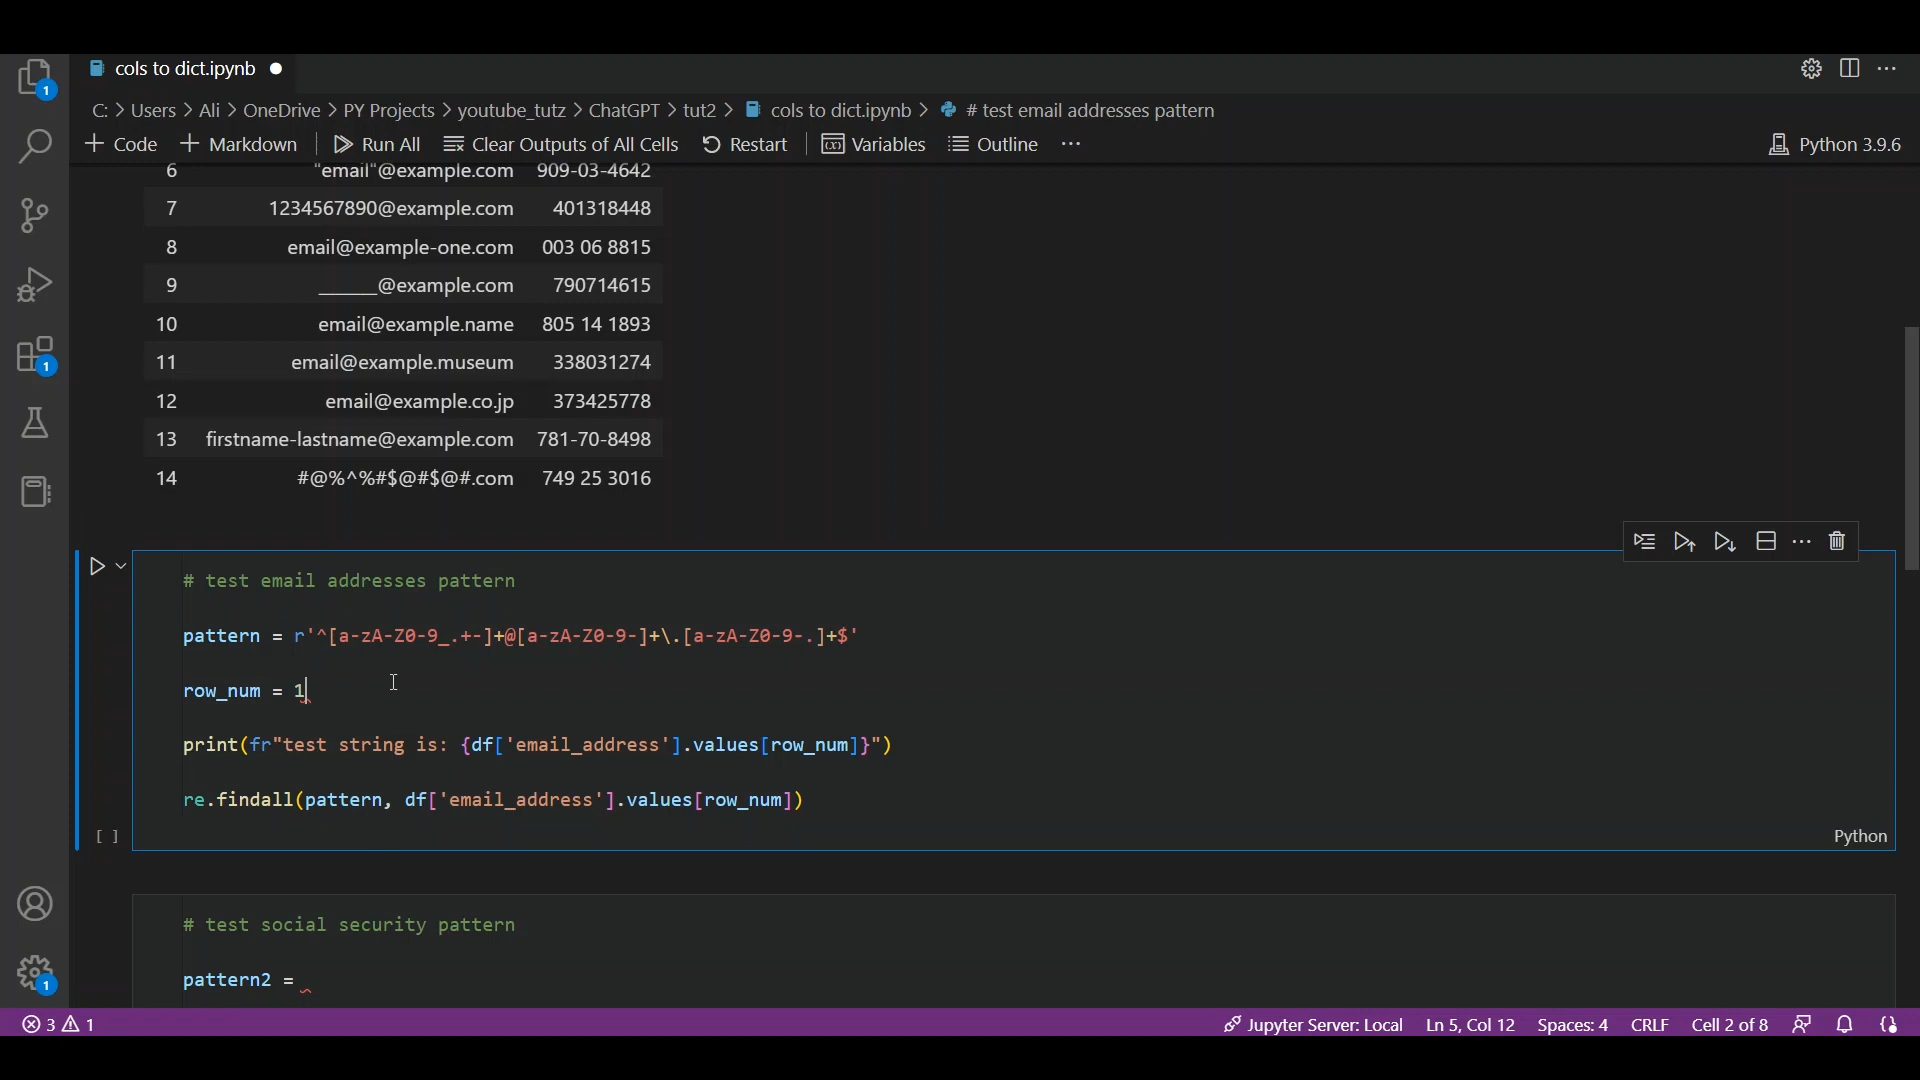 cols to dict.ipynb
C: > Users > Ali > OneDrive > PY Projects > youtube_tutz > ChatGPT > tut2 > cols to dict.ipynb > # test email addresses pattern
+ Code + Markdown Run All Clear Outputs of All Cells Restart Variables Outline ... Python 3.9.6
6 "email"@example.com 909-03-4642
7 1234567890@example.com 401318448
8 email@example-one.com 003 06 8815
9 _______@example.com 790714615
10 email@example.name 805 14 1893
11 email@example.museum 338031274
12 email@example.co.jp 373425778
13 firstname-lastname@example.com 781-70-8498
14 #@%^%#$@#$@#.com 749 25 3016
# test email addresses pattern
pattern = r'^[a-zA-Z0-9_.+-]+@[a-zA-Z0-9-]+\.[a-zA-Z0-9-.]+$'
row_num = 1
print(fr"test string is: {df['email_address'].values[row_num]}")
re.findall(pattern, df['email_address'].values[row_num])
[ ] Python
# test social security pattern
pattern2 =
1
1
1
3 1 Jupyter Server: Local Ln 5, Col 12 Spaces: 4 CRLF Cell 2 of 8